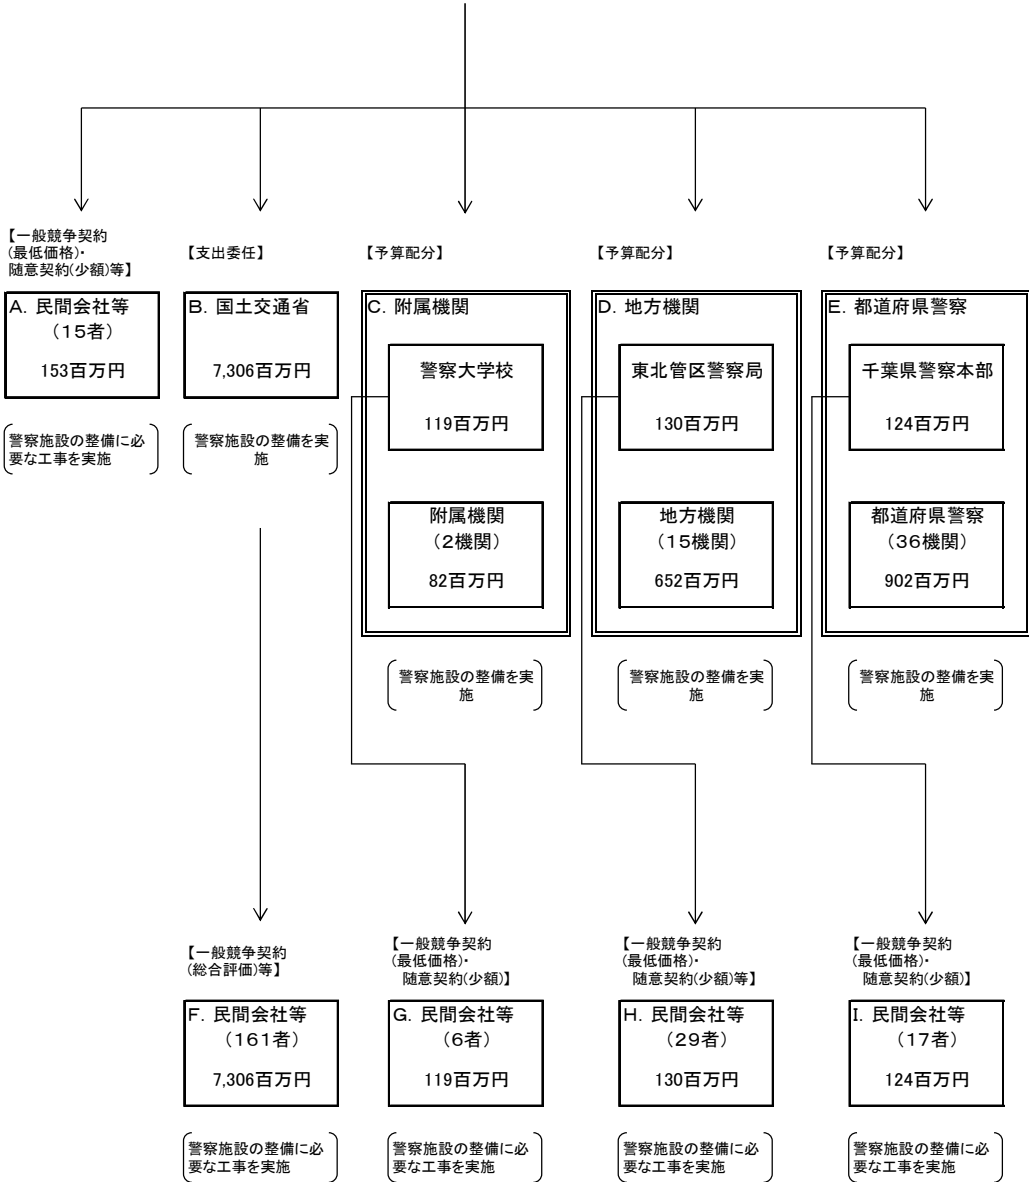 【一般競争契約
(最低価格)・
随意契約(少額)等】
【支出委任】
【予算配分】
【予算配分】
【予算配分】
A. 民間会社等
（15者）
153百万円
B. 国土交通省
7,306百万円
C. 附属機関
警察大学校
119百万円
附属機関
（2機関）
82百万円
D. 地方機関
東北管区警察局
130百万円
地方機関
（15機関）
652百万円
E. 都道府県警察
千葉県警察本部
124百万円
都道府県警察
（36機関）
902百万円
警察施設の整備に必
要な工事を実施
警察施設の整備を実
施
警察施設の整備を実
施
警察施設の整備を実
施
警察施設の整備を実
施
【一般競争契約
(総合評価)等】
【一般競争契約
(最低価格)・
随意契約(少額)】
【一般競争契約
(最低価格)・
随意契約(少額)等】
【一般競争契約
(最低価格)・
随意契約(少額)】
F. 民間会社等
（161者）
7,306百万円
G. 民間会社等
（6者）
119百万円
H. 民間会社等
（29者）
130百万円
I. 民間会社等
（17者）
124百万円
警察施設の整備に必
要な工事を実施
警察施設の整備に必
要な工事を実施
警察施設の整備に必
要な工事を実施
警察施設の整備に必
要な工事を実施